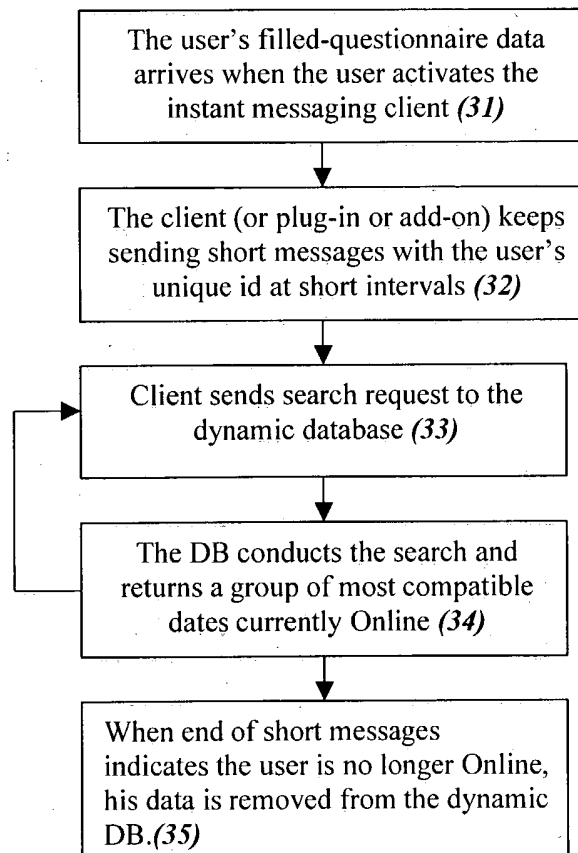 The user's filled-questionnaire data
arrives when the user activates the
instant messaging client (31)
The client (or plug-in or add-on) keeps
sending short messages with the user's
unique id at short intervals (32)
Client sends search request to the
dynamic database (33)
The DB conducts the search and
returns a group of most compatible
dates currently Online (34)
When end of short messages
indicates the user is no longer Online,
his data is removed from the dynamic
DB.(35)